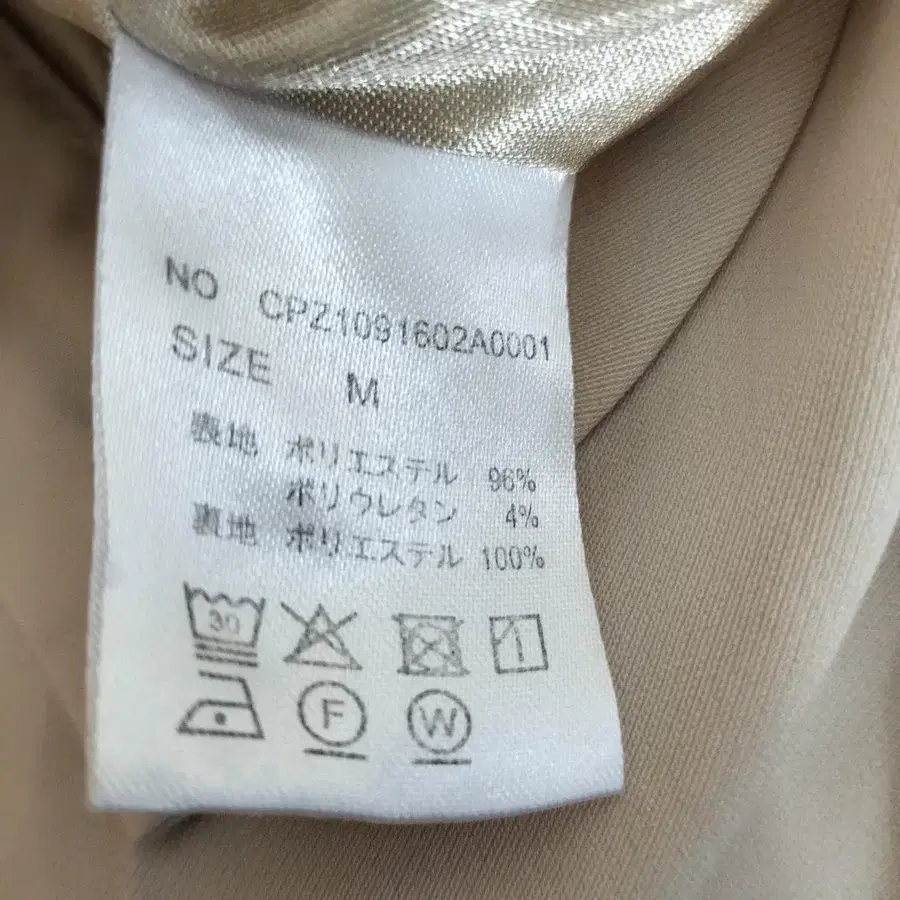 NO CPZ1091602A0001
SIZE M
表地 ポリエステル 96%
ポリウレタン 4%
裏地 ポリエステル 100%
30
F W